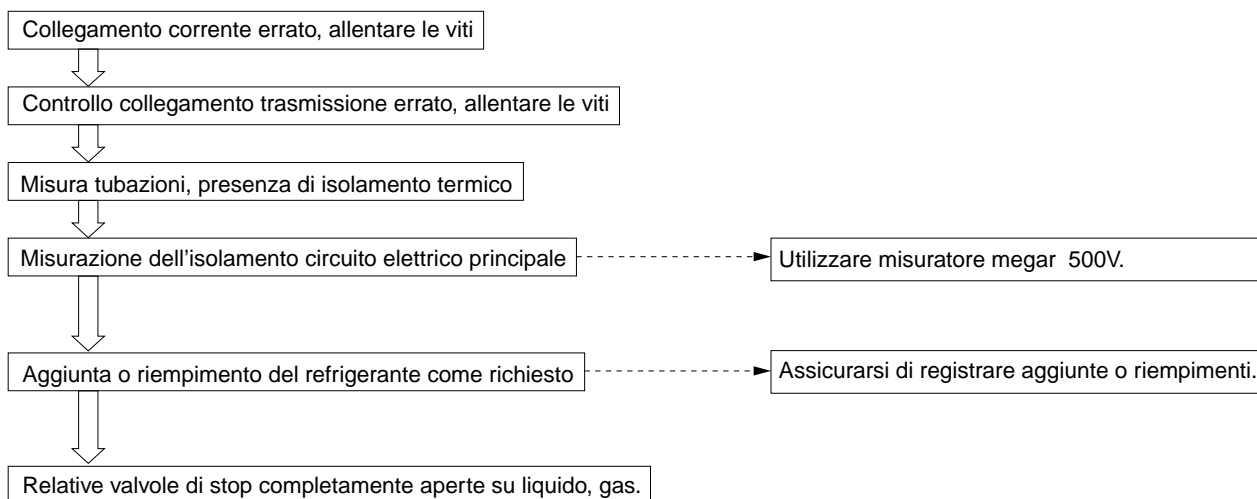 Collegamento corrente errato, allentare le viti
Controllo collegamento trasmissione errato, allentare le viti
Misura tubazioni, presenza di isolamento termico
Misurazione dell'isolamento circuito elettrico principale
Utilizzare misuratore megar 500V.
Aggiunta o riempimento del refrigerante come richiesto
Assicurarsi di registrare aggiunte o riempimenti.
Relative valvole di stop completamente aperte su liquido, gas.